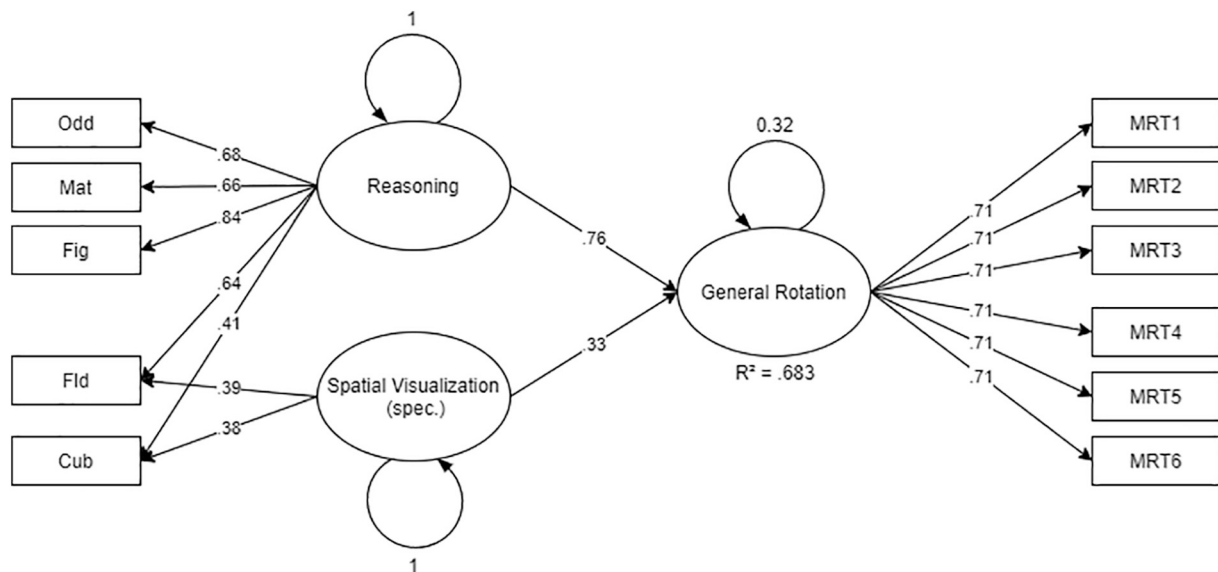 1
Odd
Mat
Fig
Fld
Cub
.68
.66
.84
.64
.41
.39
.38
Reasoning
Spatial Visualization
(spec.)
1
.76
.33
0.32
General Rotation
R² = .683
.71
.71
.71
.71
.71
.71
MRT1
MRT2
MRT3
MRT4
MRT5
MRT6